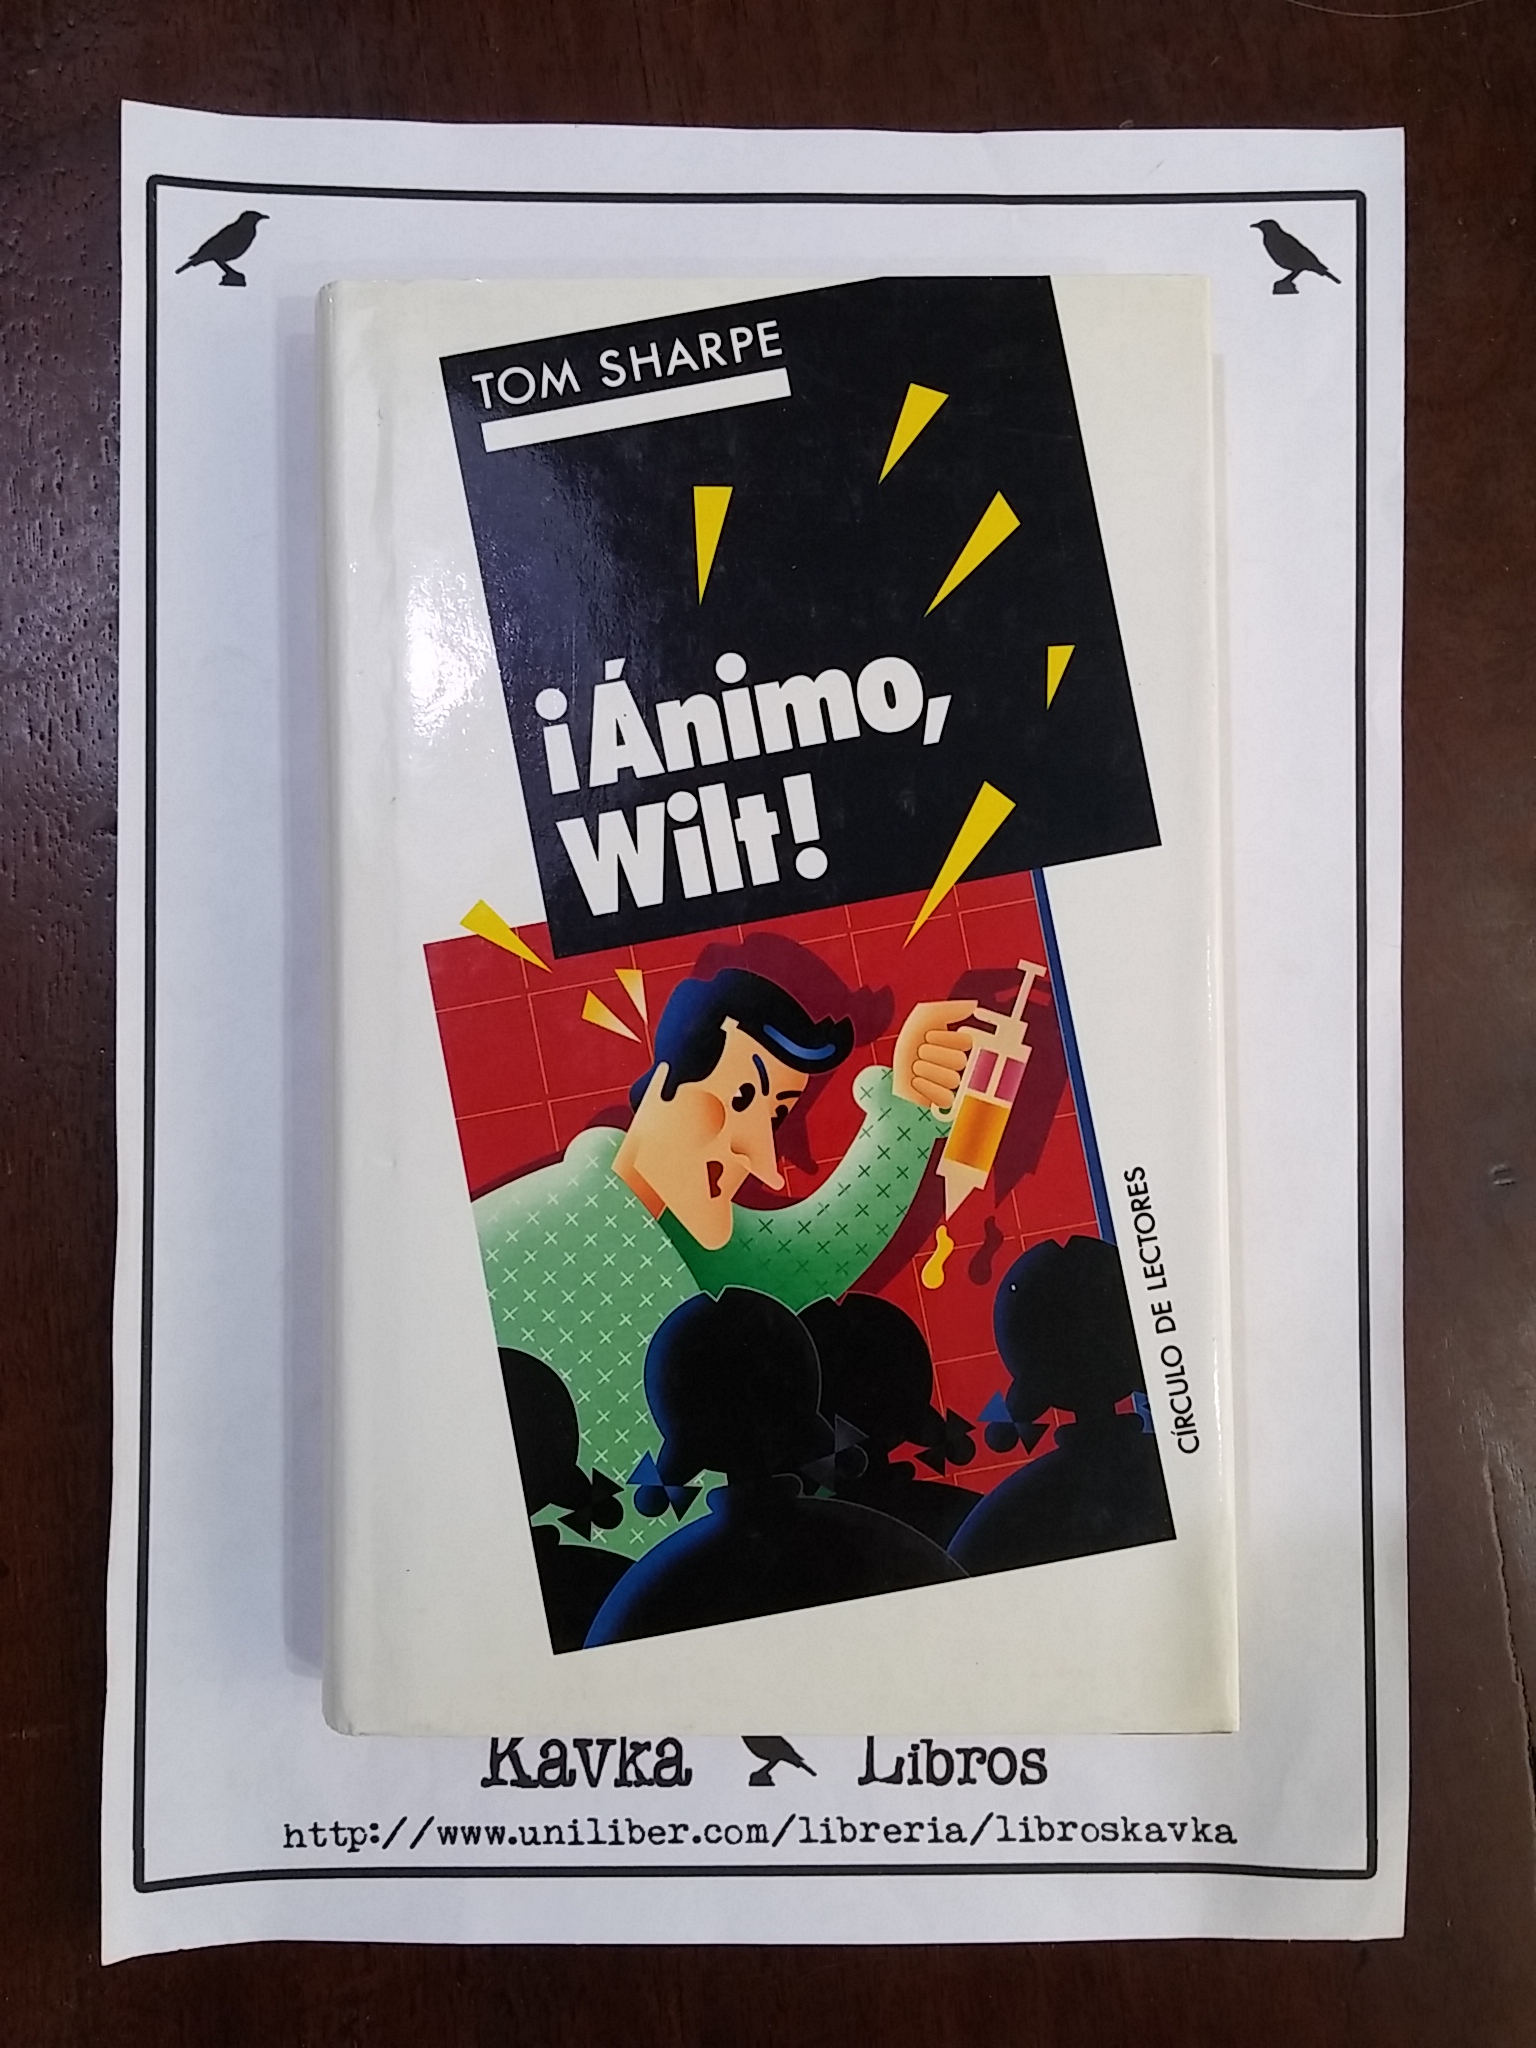 TOM SHARPE
¡Ánimo,
Wilt!
CÍRCULO DE LECTORES
Kavka Libros
http://www.uniliber.com/libreria/libroskavka